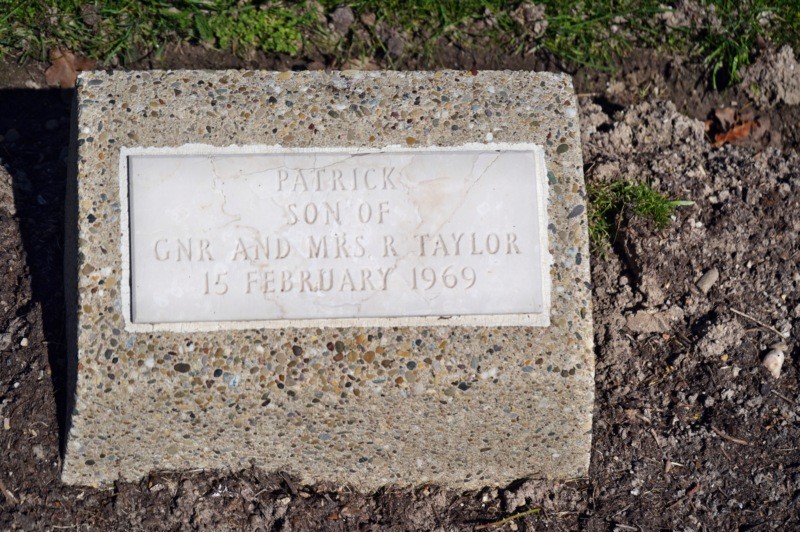 PATRICK
SON OF
GNR AND MRS R TAYLOR
15 FEBRUARY 1969